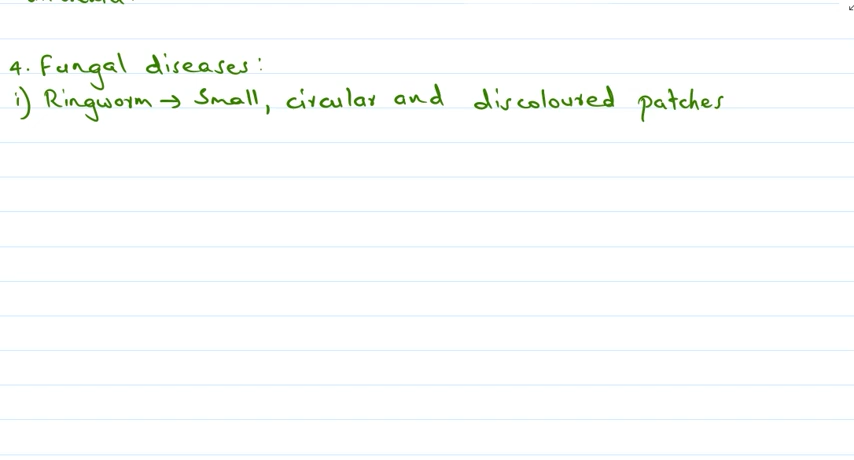 4. Fungal diseases:
i) Ringworm → Small, circular and discoloured patches